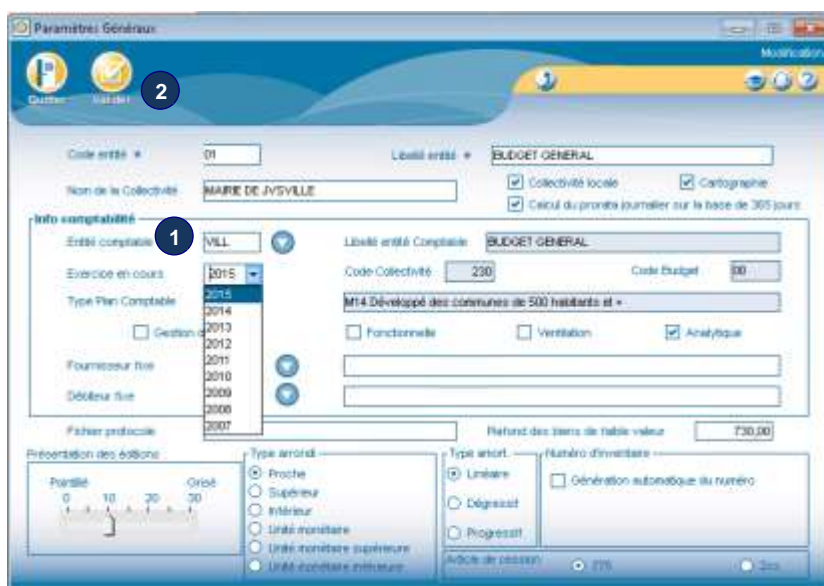 Paramètres Généraux
Modification
Quitter
Valider
2
Code entité *
01
Libellé entité *
BUDGET GENERAL
Nom de la Collectivité
MAIRIE DE JVSVILLE
Collectivité locale
Cartographie
Calcul du prorata journalier sur la base de 365 jours
Info comptabilité
Entité comptable
1
VILL
Libellé entité Comptable
BUDGET GENERAL
Exercice en cours
2015
Code Collectivité
230
Code Budget
00
2015
2014
2013
2012
2011
2010
2009
2008
2007
Type Plan Comptable
M14 Développé des communes de 500 habitants et +
Gestion
Fonctionnelle
Ventilation
Analytique
Fournisseur fixe
Débiteur fixe
Fichier protocole
Plafond des biens de faible valeur
730,00
Présentation des éditions
Pointillé
Grisé
0 10 20 30
Type arrondi
Proche
Supérieur
Inférieur
Unité monétaire
Unité monétaire supérieure
Unité monétaire inférieure
Type amort.
Linéaire
Dégressif
Progressif
Numéro d'inventaire
Génération automatique du numéro
Article de cession